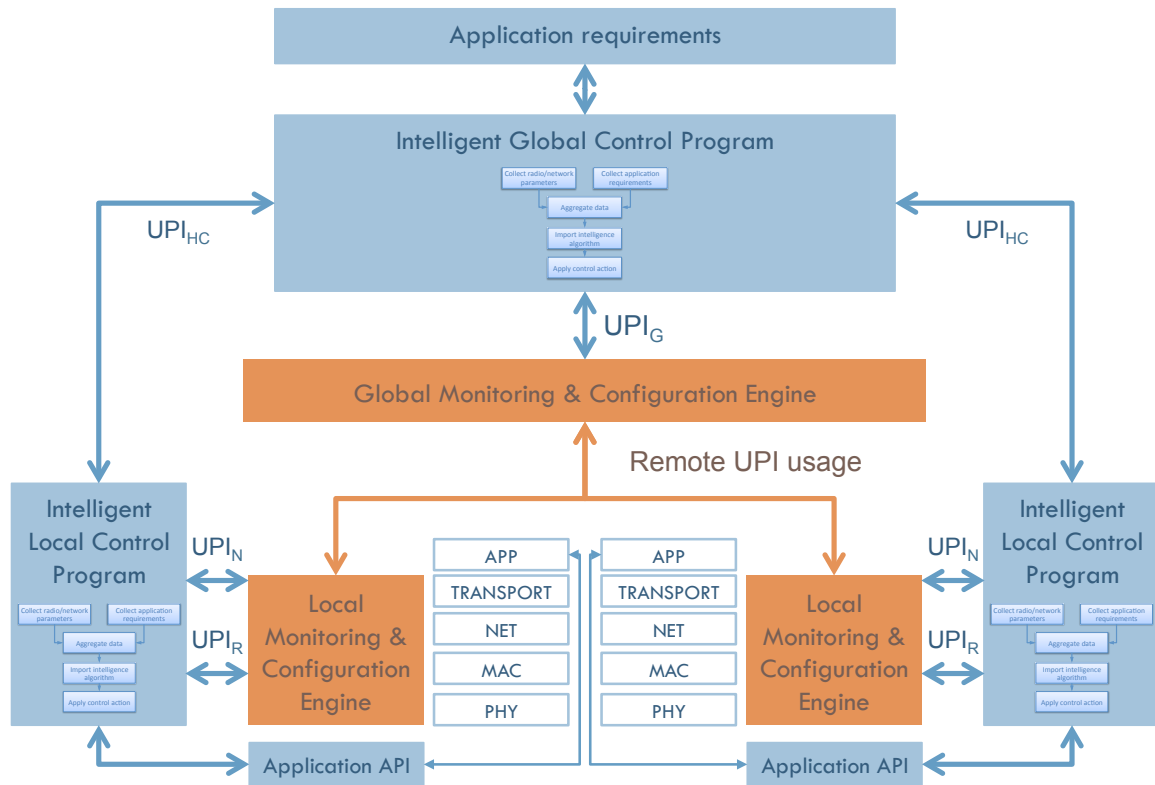 Application requirements
Intelligent Global Control Program
Collect radio/network
parameters
Collect application
requirements
Aggregate data
Import intelligence
algorithm
Apply control action
UPIHC
UPIHC
UPIG
Global Monitoring & Configuration Engine
Remote UPI usage
Intelligent
Local Control
Program
Collect radio/network
parameters
Collect application
requirements
Aggregate data
Import intelligence
algorithm
Apply control action
UPIN
UPIR
Local
Monitoring &
Configuration
Engine
APP
TRANSPORT
NET
MAC
PHY
Application API
APP
TRANSPORT
NET
MAC
PHY
Local
Monitoring &
Configuration
Engine
Application API
UPIN
UPIR
Intelligent
Local Control
Program
Collect radio/network
parameters
Collect application
requirements
Aggregate data
Import intelligence
algorithm
Apply control action